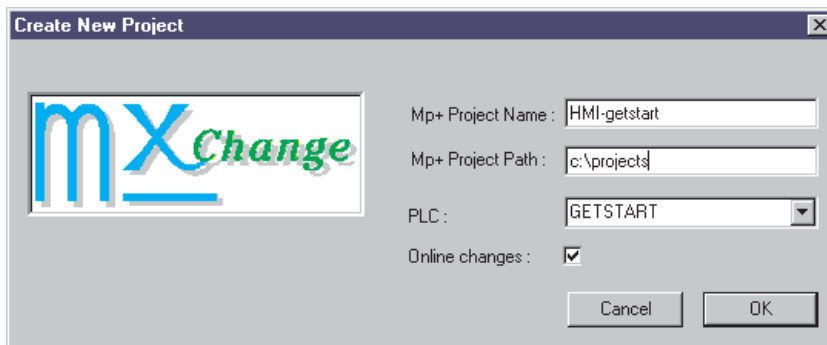 Create New Project
mx Change
Mp+ Project Name : HMI-getstart
Mp+ Project Path : c:\projects
PLC : GETSTART
Online changes :
Cancel OK